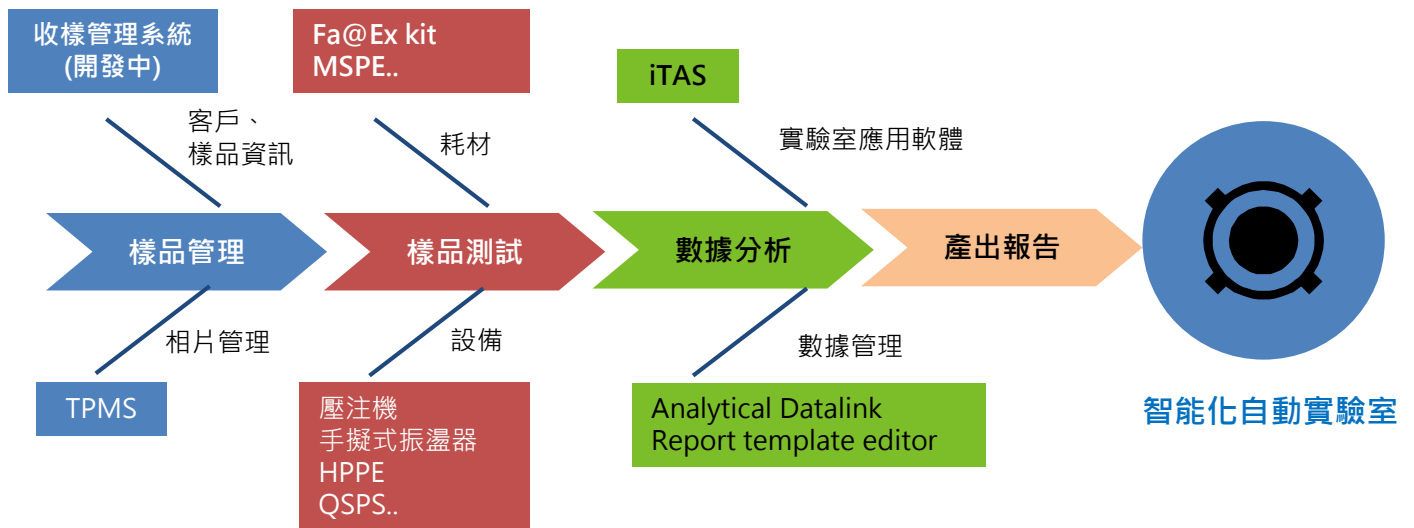 收樣管理系統
(開發中)
Fa@Ex kit
MSPE..
iTAS
客戶、
樣品資訊
耗材
實驗室應用軟體
樣品管理
樣品測試
數據分析
產出報告
相片管理
設備
數據管理
TPMS
壓注機
手擬式振盪器
HPPE
QSPS..
Analytical Datalink
Report template editor
智能化自動實驗室